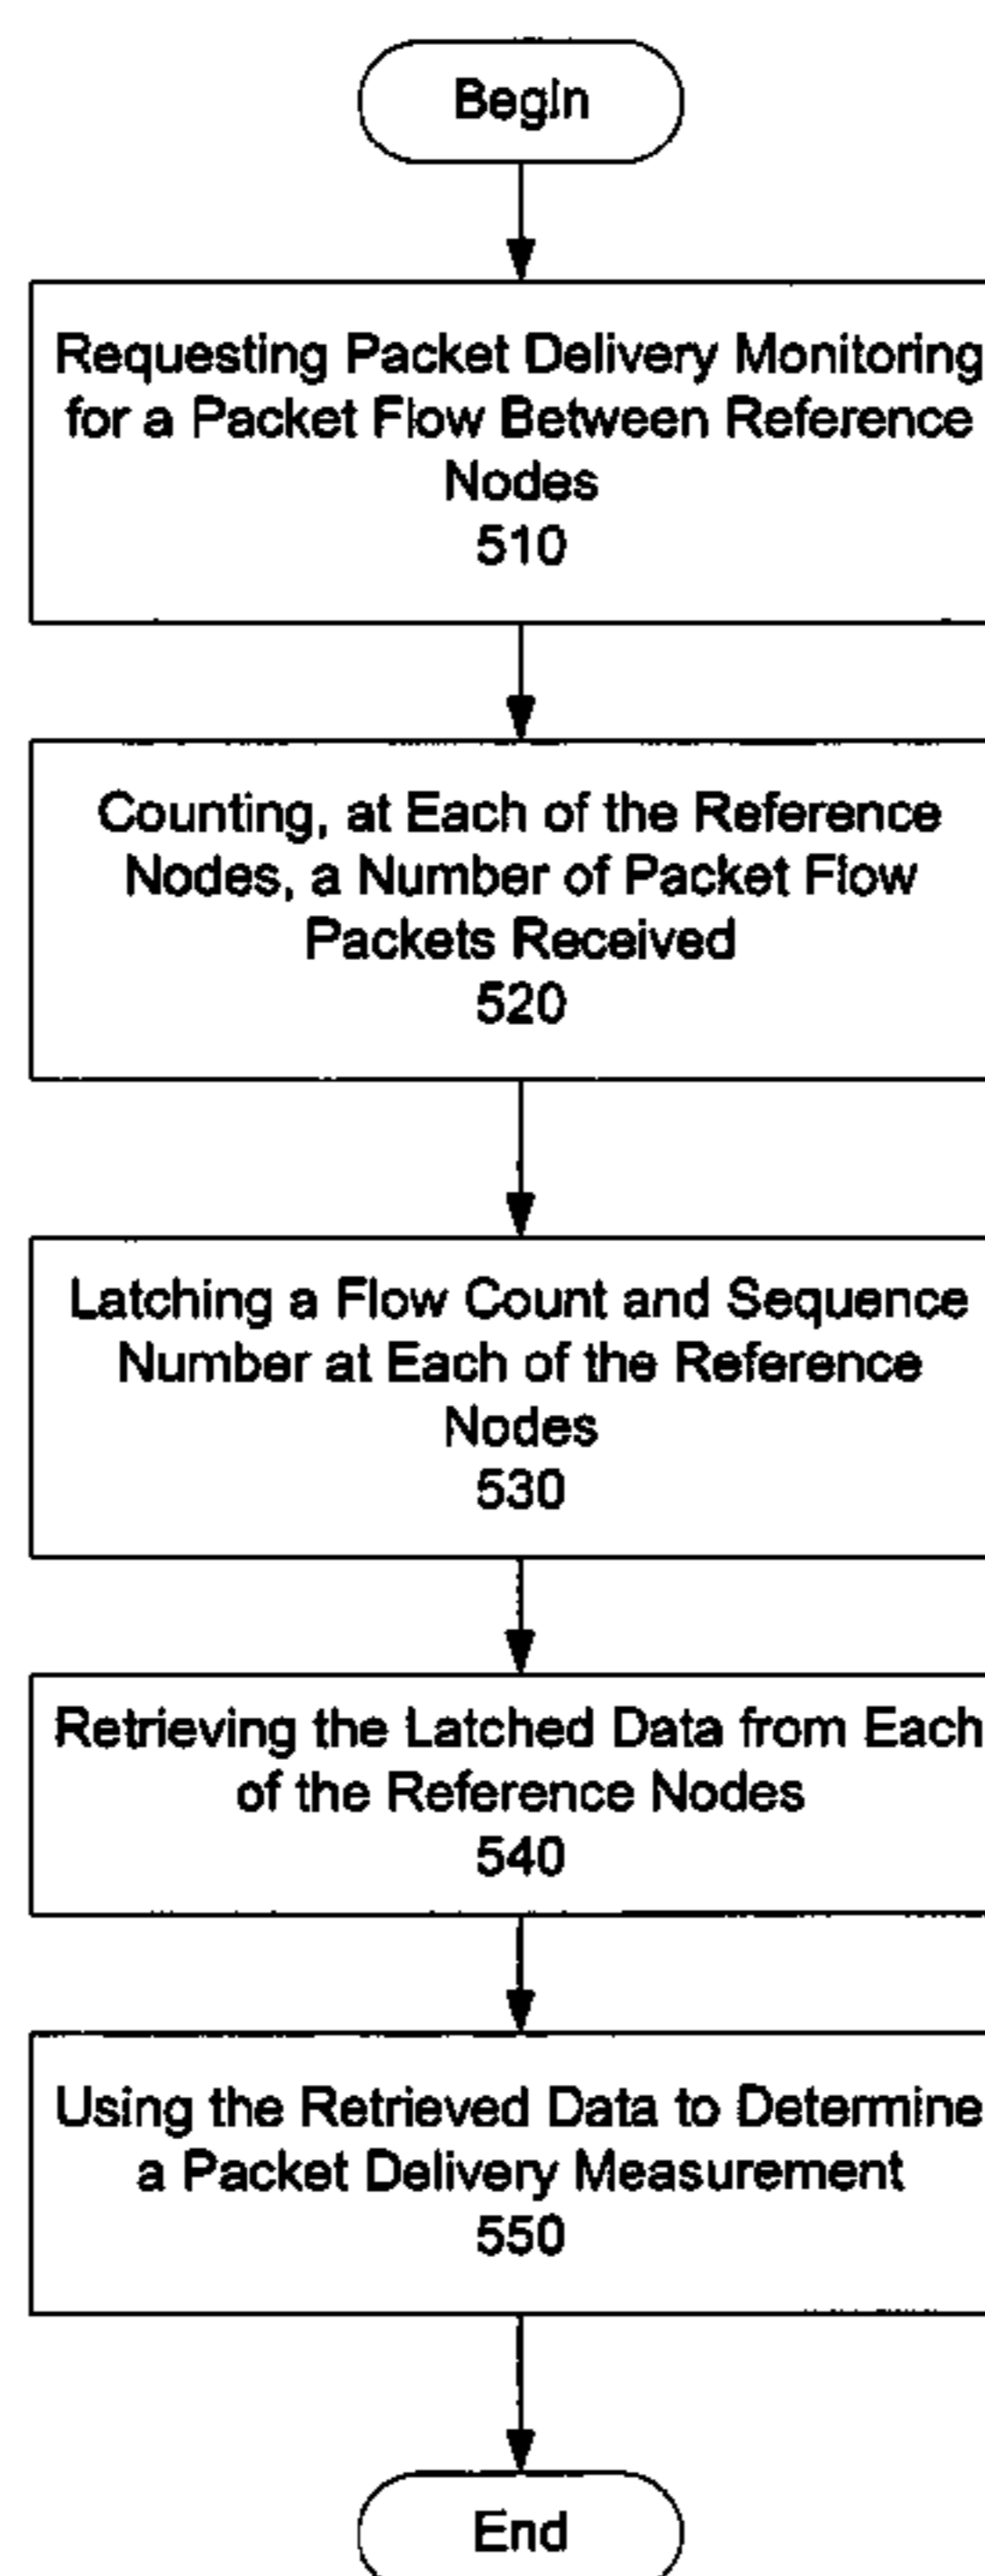 Begin
Requesting Packet Delivery Monitoring
for a Packet Flow Between Reference
Nodes
510
Counting, at Each of the Reference
Nodes, a Number of Packet Flow
Packets Received
520
Latching a Flow Count and Sequence
Number at Each of the Reference
Nodes
530
Retrieving the Latched Data from Each
of the Reference Nodes
540
Using the Retrieved Data to Determine
a Packet Delivery Measurement
550
End